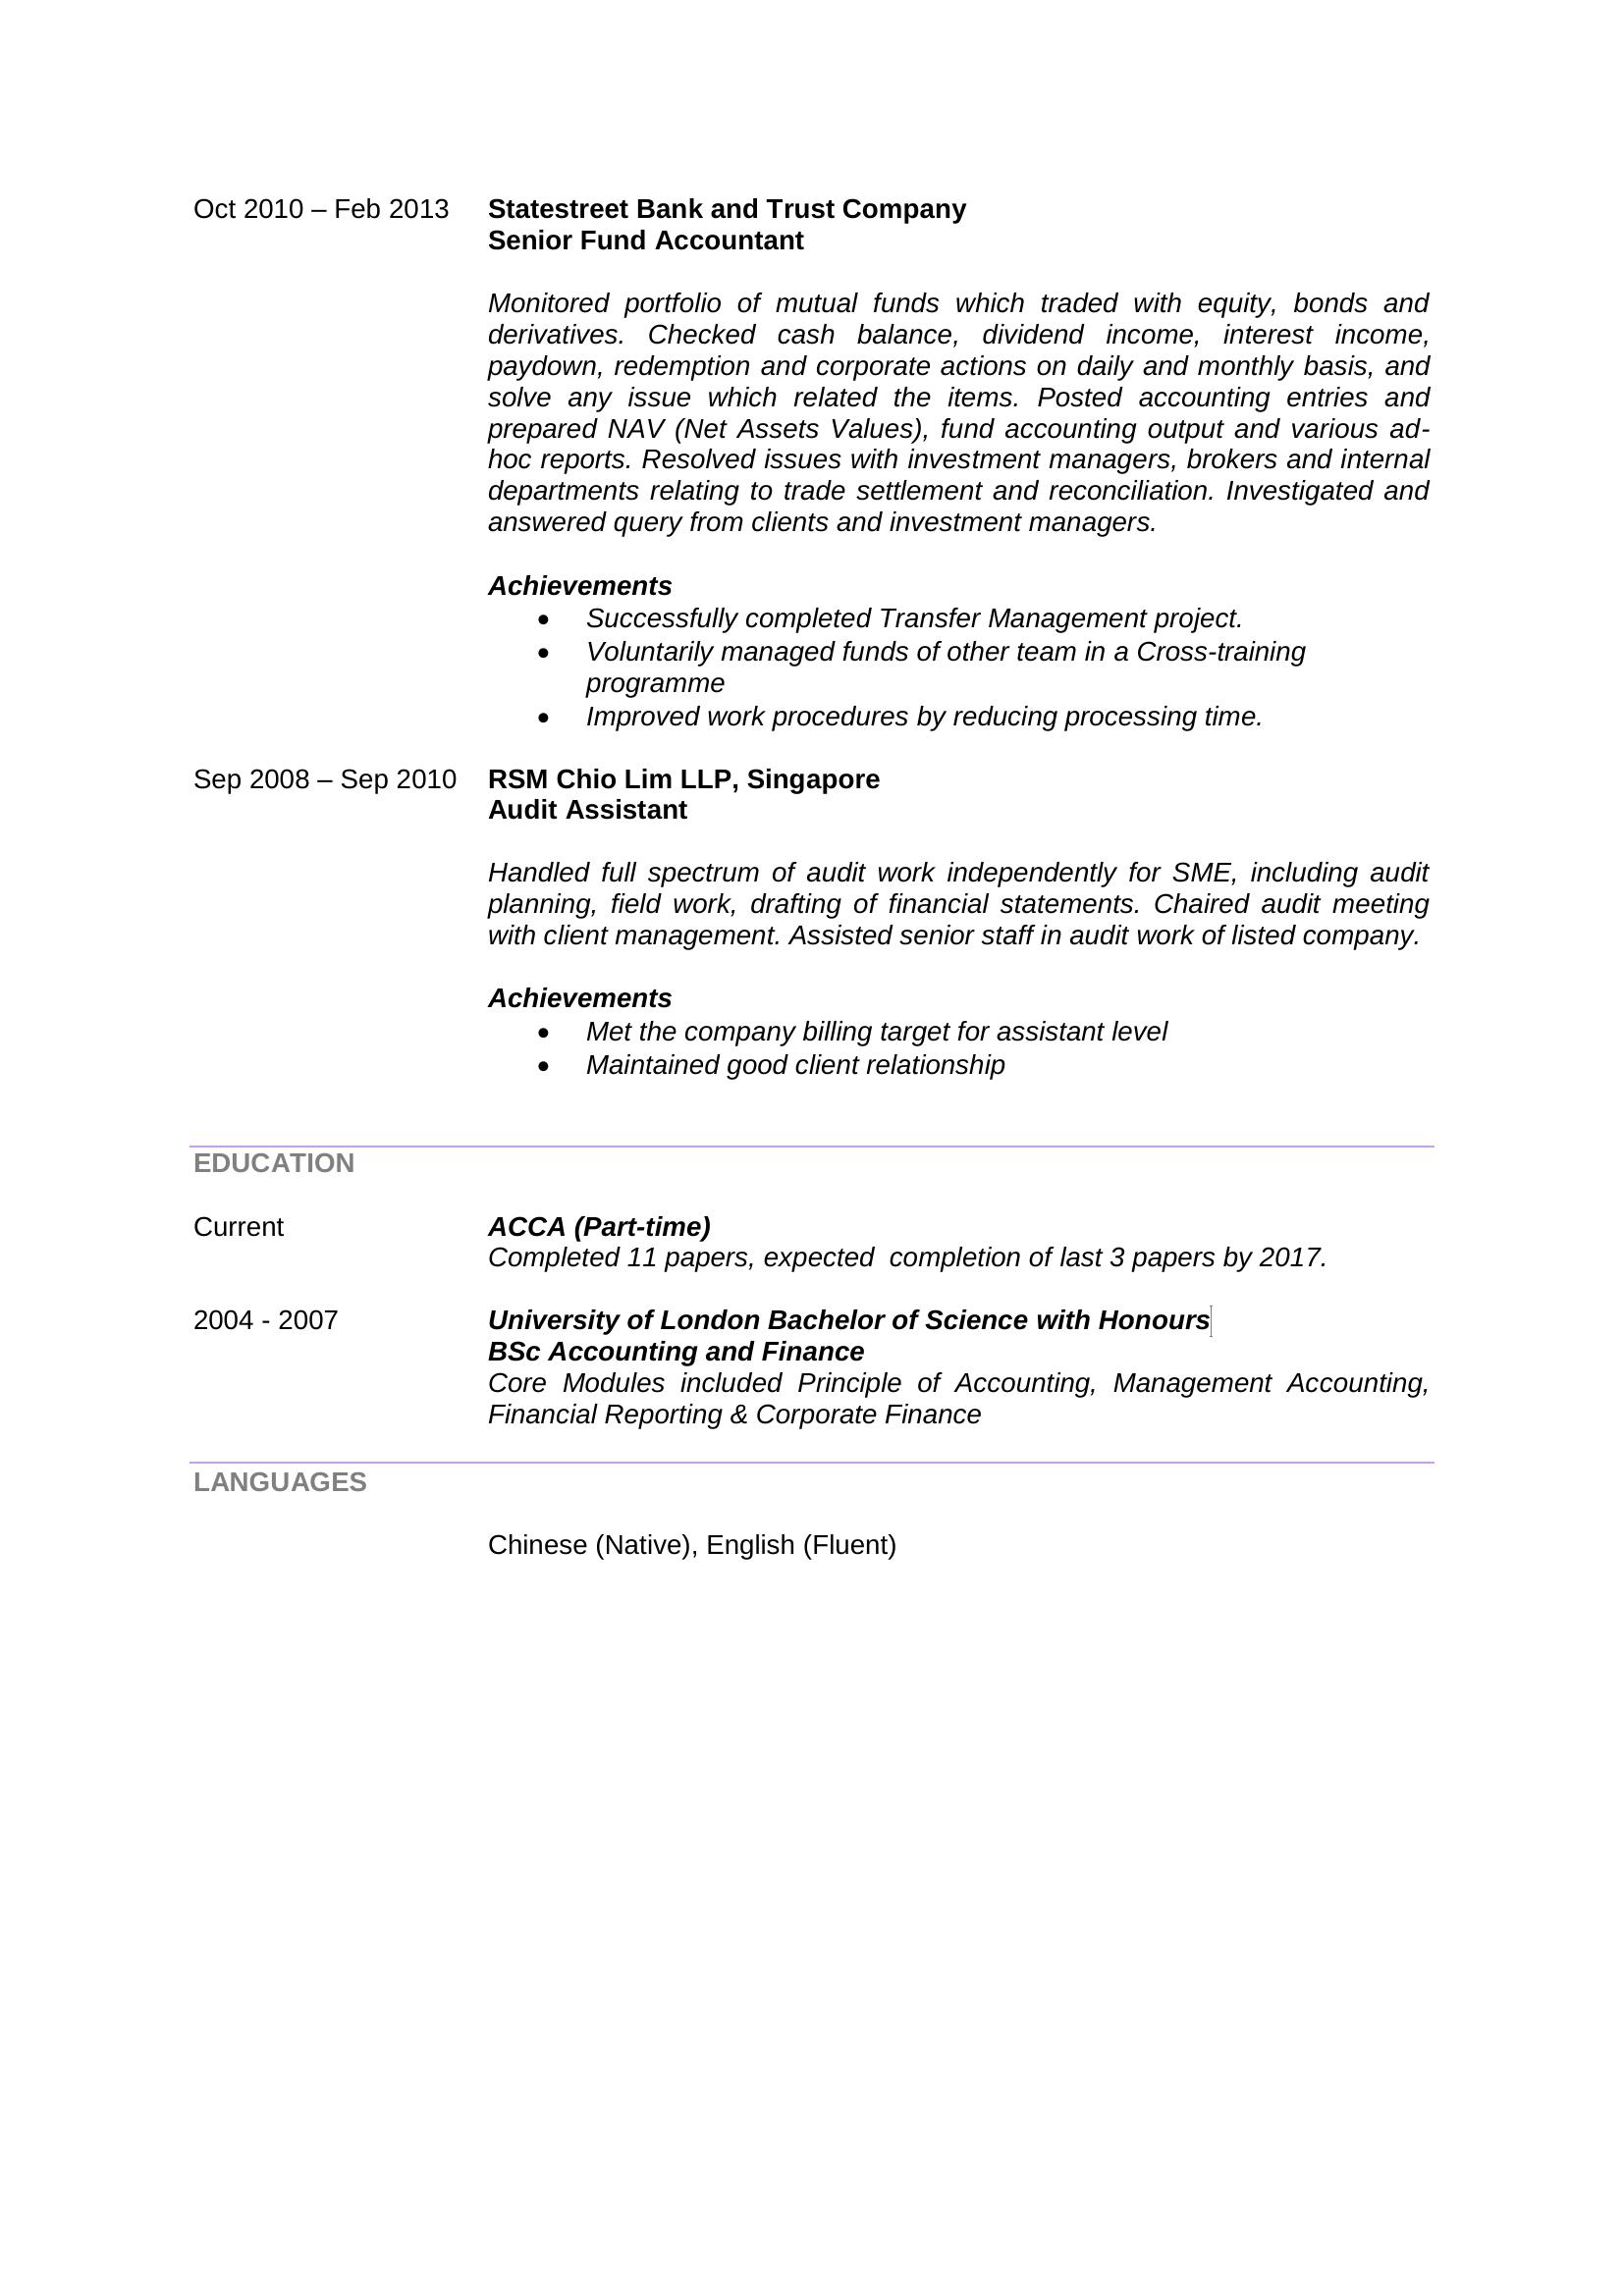 Oct 2010 – Feb 2013 Statestreet Bank and Trust Company
Senior Fund Accountant
Monitored portfolio of mutual funds which traded with equity, bonds and
derivatives. Checked cash balance, dividend income, interest income,
paydown, redemption and corporate actions on daily and monthly basis, and
solve any issue which related the items. Posted accounting entries and
prepared NAV (Net Assets Values), fund accounting output and various ad-
hoc reports. Resolved issues with investment managers, brokers and internal
departments relating to trade settlement and reconciliation. Investigated and
answered query from clients and investment managers.
Achievements
• Successfully completed Transfer Management project.
• Voluntarily managed funds of other team in a Cross-training
programme
• Improved work procedures by reducing processing time.
Sep 2008 – Sep 2010 RSM Chio Lim LLP, Singapore
Audit Assistant
Handled full spectrum of audit work independently for SME, including audit
planning, field work, drafting of financial statements. Chaired audit meeting
with client management. Assisted senior staff in audit work of listed company.
Achievements
• Met the company billing target for assistant level
• Maintained good client relationship
EDUCATION
Current ACCA (Part-time)
Completed 11 papers, expected  completion of last 3 papers by 2017.
2004 - 2007 University of London Bachelor of Science with Honours
BSc Accounting and Finance
Core Modules included Principle of Accounting, Management Accounting,
Financial Reporting & Corporate Finance
LANGUAGES
Chinese (Native), English (Fluent)